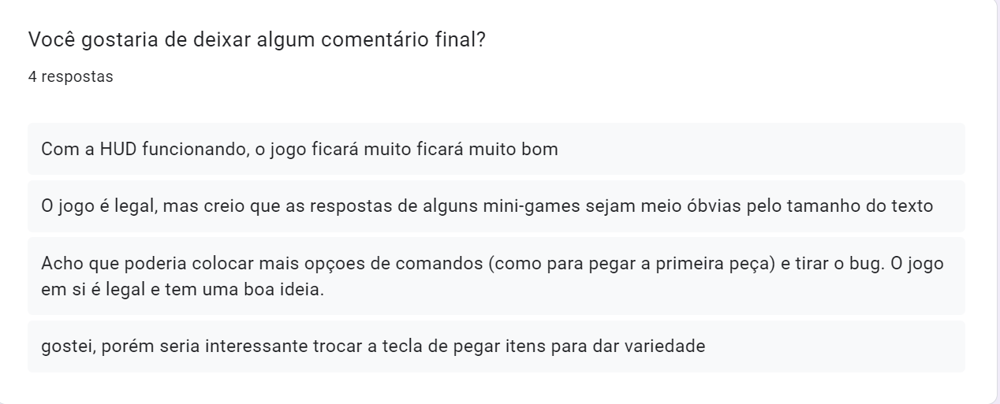 Você gostaria de deixar algum comentário final?
4 respostas
Com a HUD funcionando, o jogo ficará muito ficará muito bom
O jogo é legal, mas creio que as respostas de alguns mini-games sejam meio óbvias pelo tamanho do texto
Acho que poderia colocar mais opçoes de comandos (como para pegar a primeira peça) e tirar o bug. O jogo
em si é legal e tem uma boa ideia.
gostei, porém seria interessante trocar a tecla de pegar itens para dar variedade